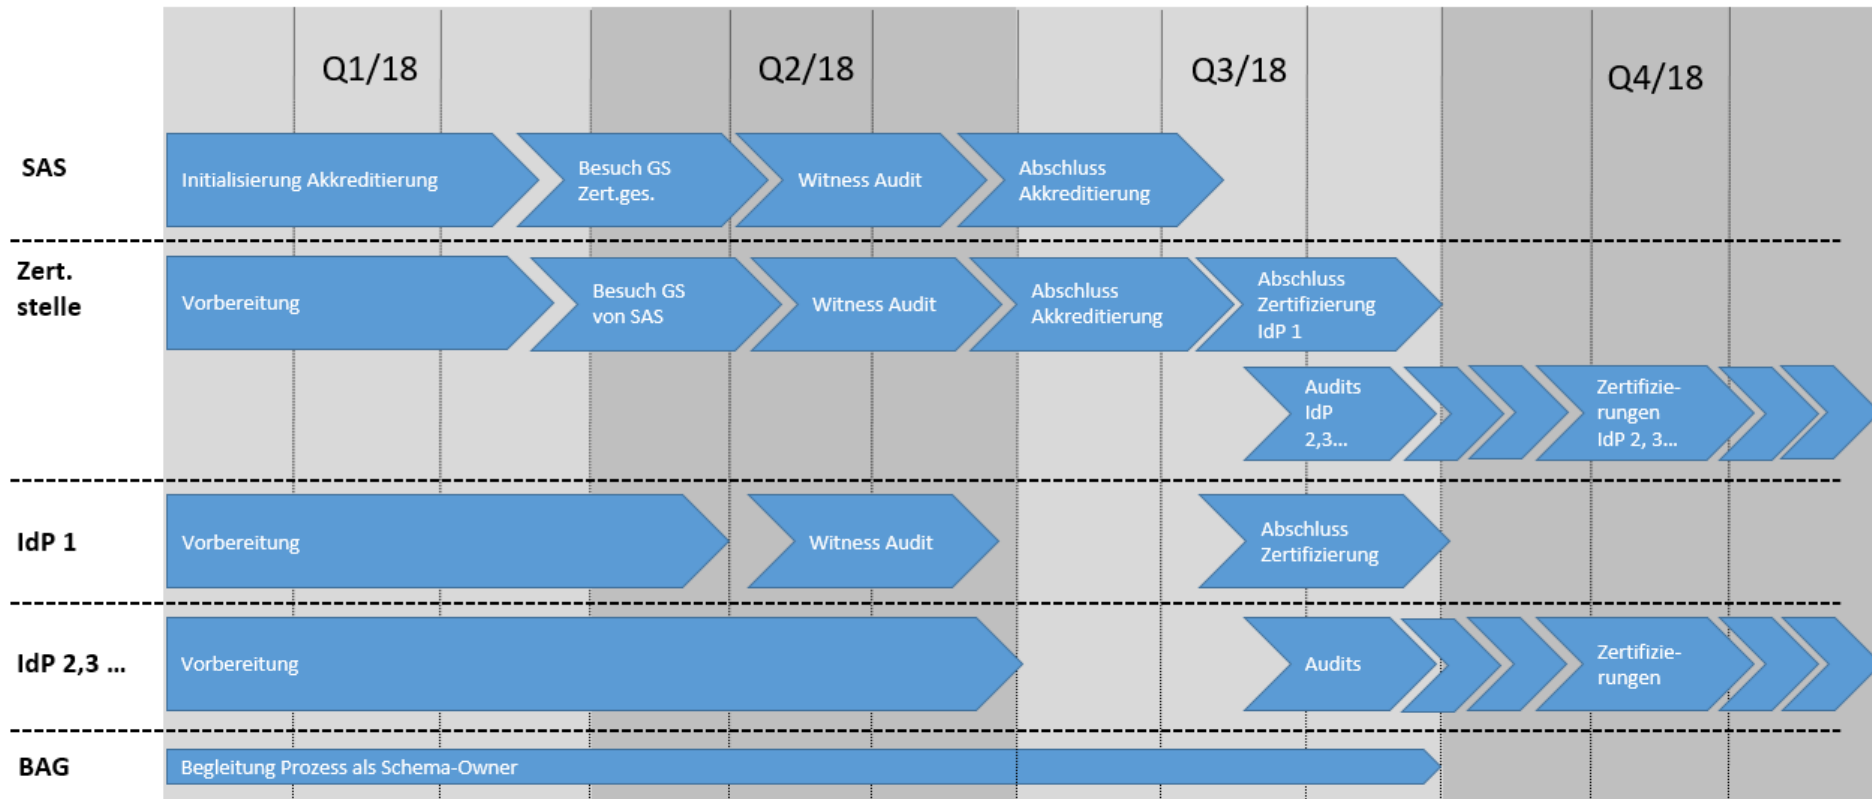 Q1/18
Q2/18
Q3/18
Q4/18
SAS
Initialisierung Akkreditierung
Besuch GS
Zert.ges.
Witness Audit
Abschluss
Akkreditierung
Zert.
stelle
Vorbereitung
Besuch GS
von SAS
Witness Audit
Abschluss
Akkreditierung
Abschluss
Zertifizierung
IdP 1
Audits
IdP
2,3...
Zertifizie-
rungen
IdP 2, 3...
IdP 1
Vorbereitung
Witness Audit
Abschluss
Zertifizierung
IdP 2,3 ...
Vorbereitung
Audits
Zertifizie-
rungen
BAG
Begleitung Prozess als Schema-Owner